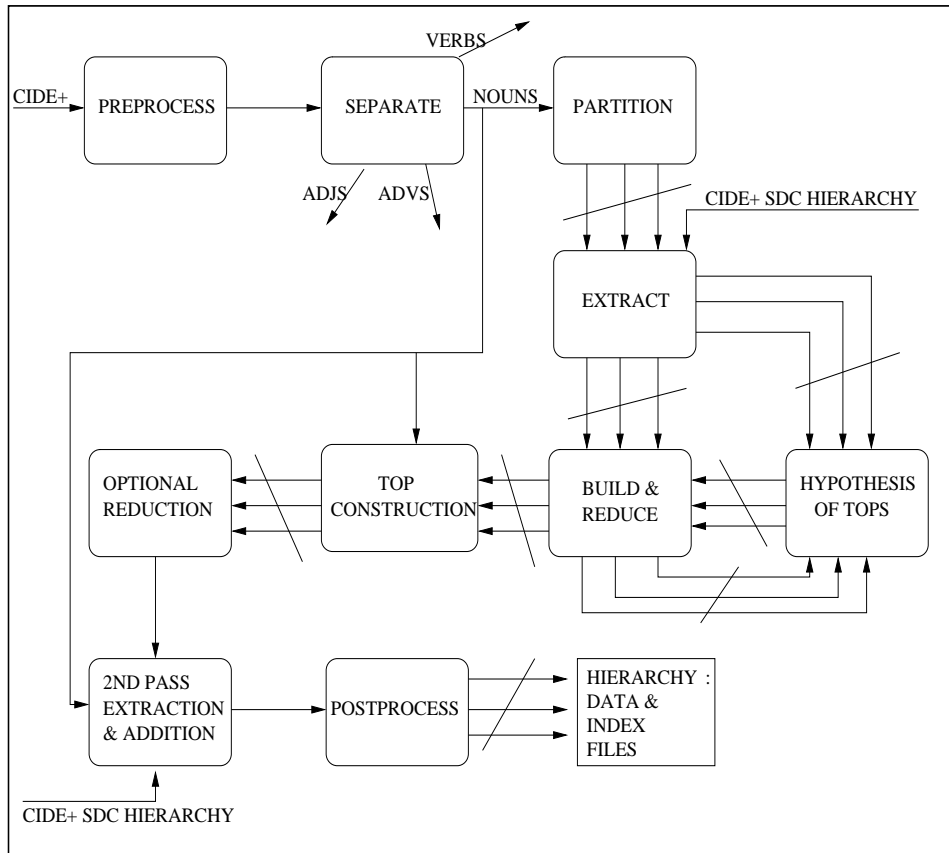 VERBS
CIDE+
PREPROCESS
SEPARATE
NOUNS
PARTITION
ADJS
ADVS
CIDE+ SDC HIERARCHY
EXTRACT
OPTIONAL
REDUCTION
TOP
CONSTRUCTION
BUILD &
REDUCE
HYPOTHESIS
OF TOPS
2ND PASS
EXTRACTION
& ADDITION
POSTPROCESS
HIERARCHY :
DATA &
INDEX
FILES
CIDE+ SDC HIERARCHY